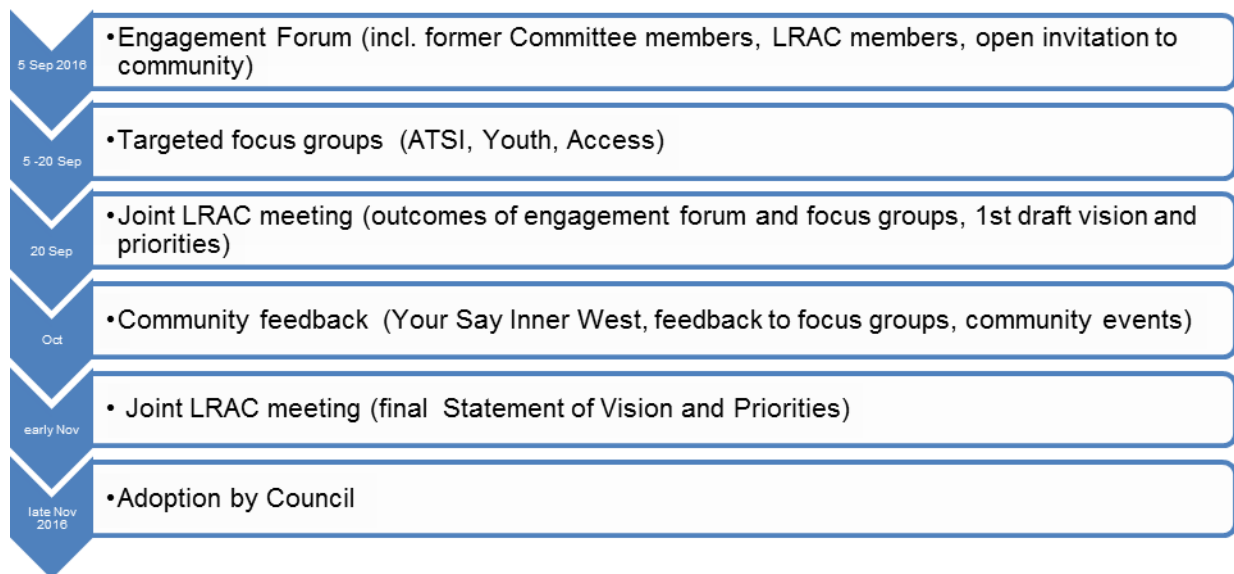 5 Sep 2016
•Engagement Forum (incl. former Committee members, LRAC members, open invitation to
community)
5 -20 Sep
•Targeted focus groups (ATSI, Youth, Access)
20 Sep
•Joint LRAC meeting (outcomes of engagement forum and focus groups, 1st draft vision and
priorities)
Oct
•Community feedback (Your Say Inner West, feedback to focus groups, community events)
early Nov
• Joint LRAC meeting (final Statement of Vision and Priorities)
late Nov
2016
•Adoption by Council